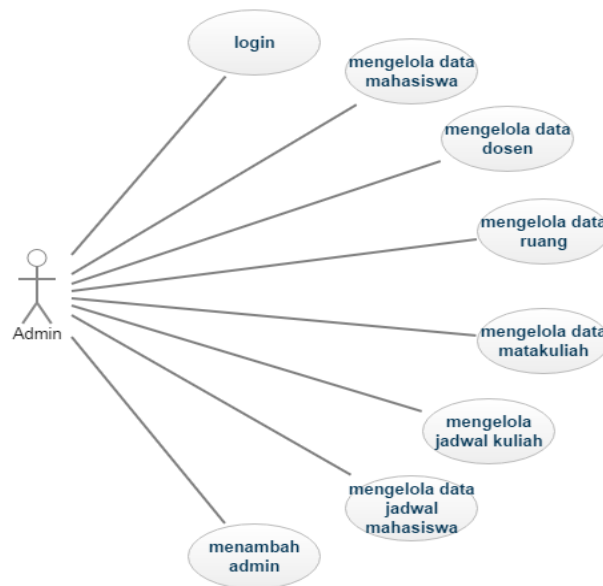 login
mengelola data
mahasiswa
mengelola data
dosen
mengelola data
ruang
Admin
mengelola data
matakuliah
mengelola
jadwal kuliah
mengelola data
jadwal
mahasiswa
menambah
admin